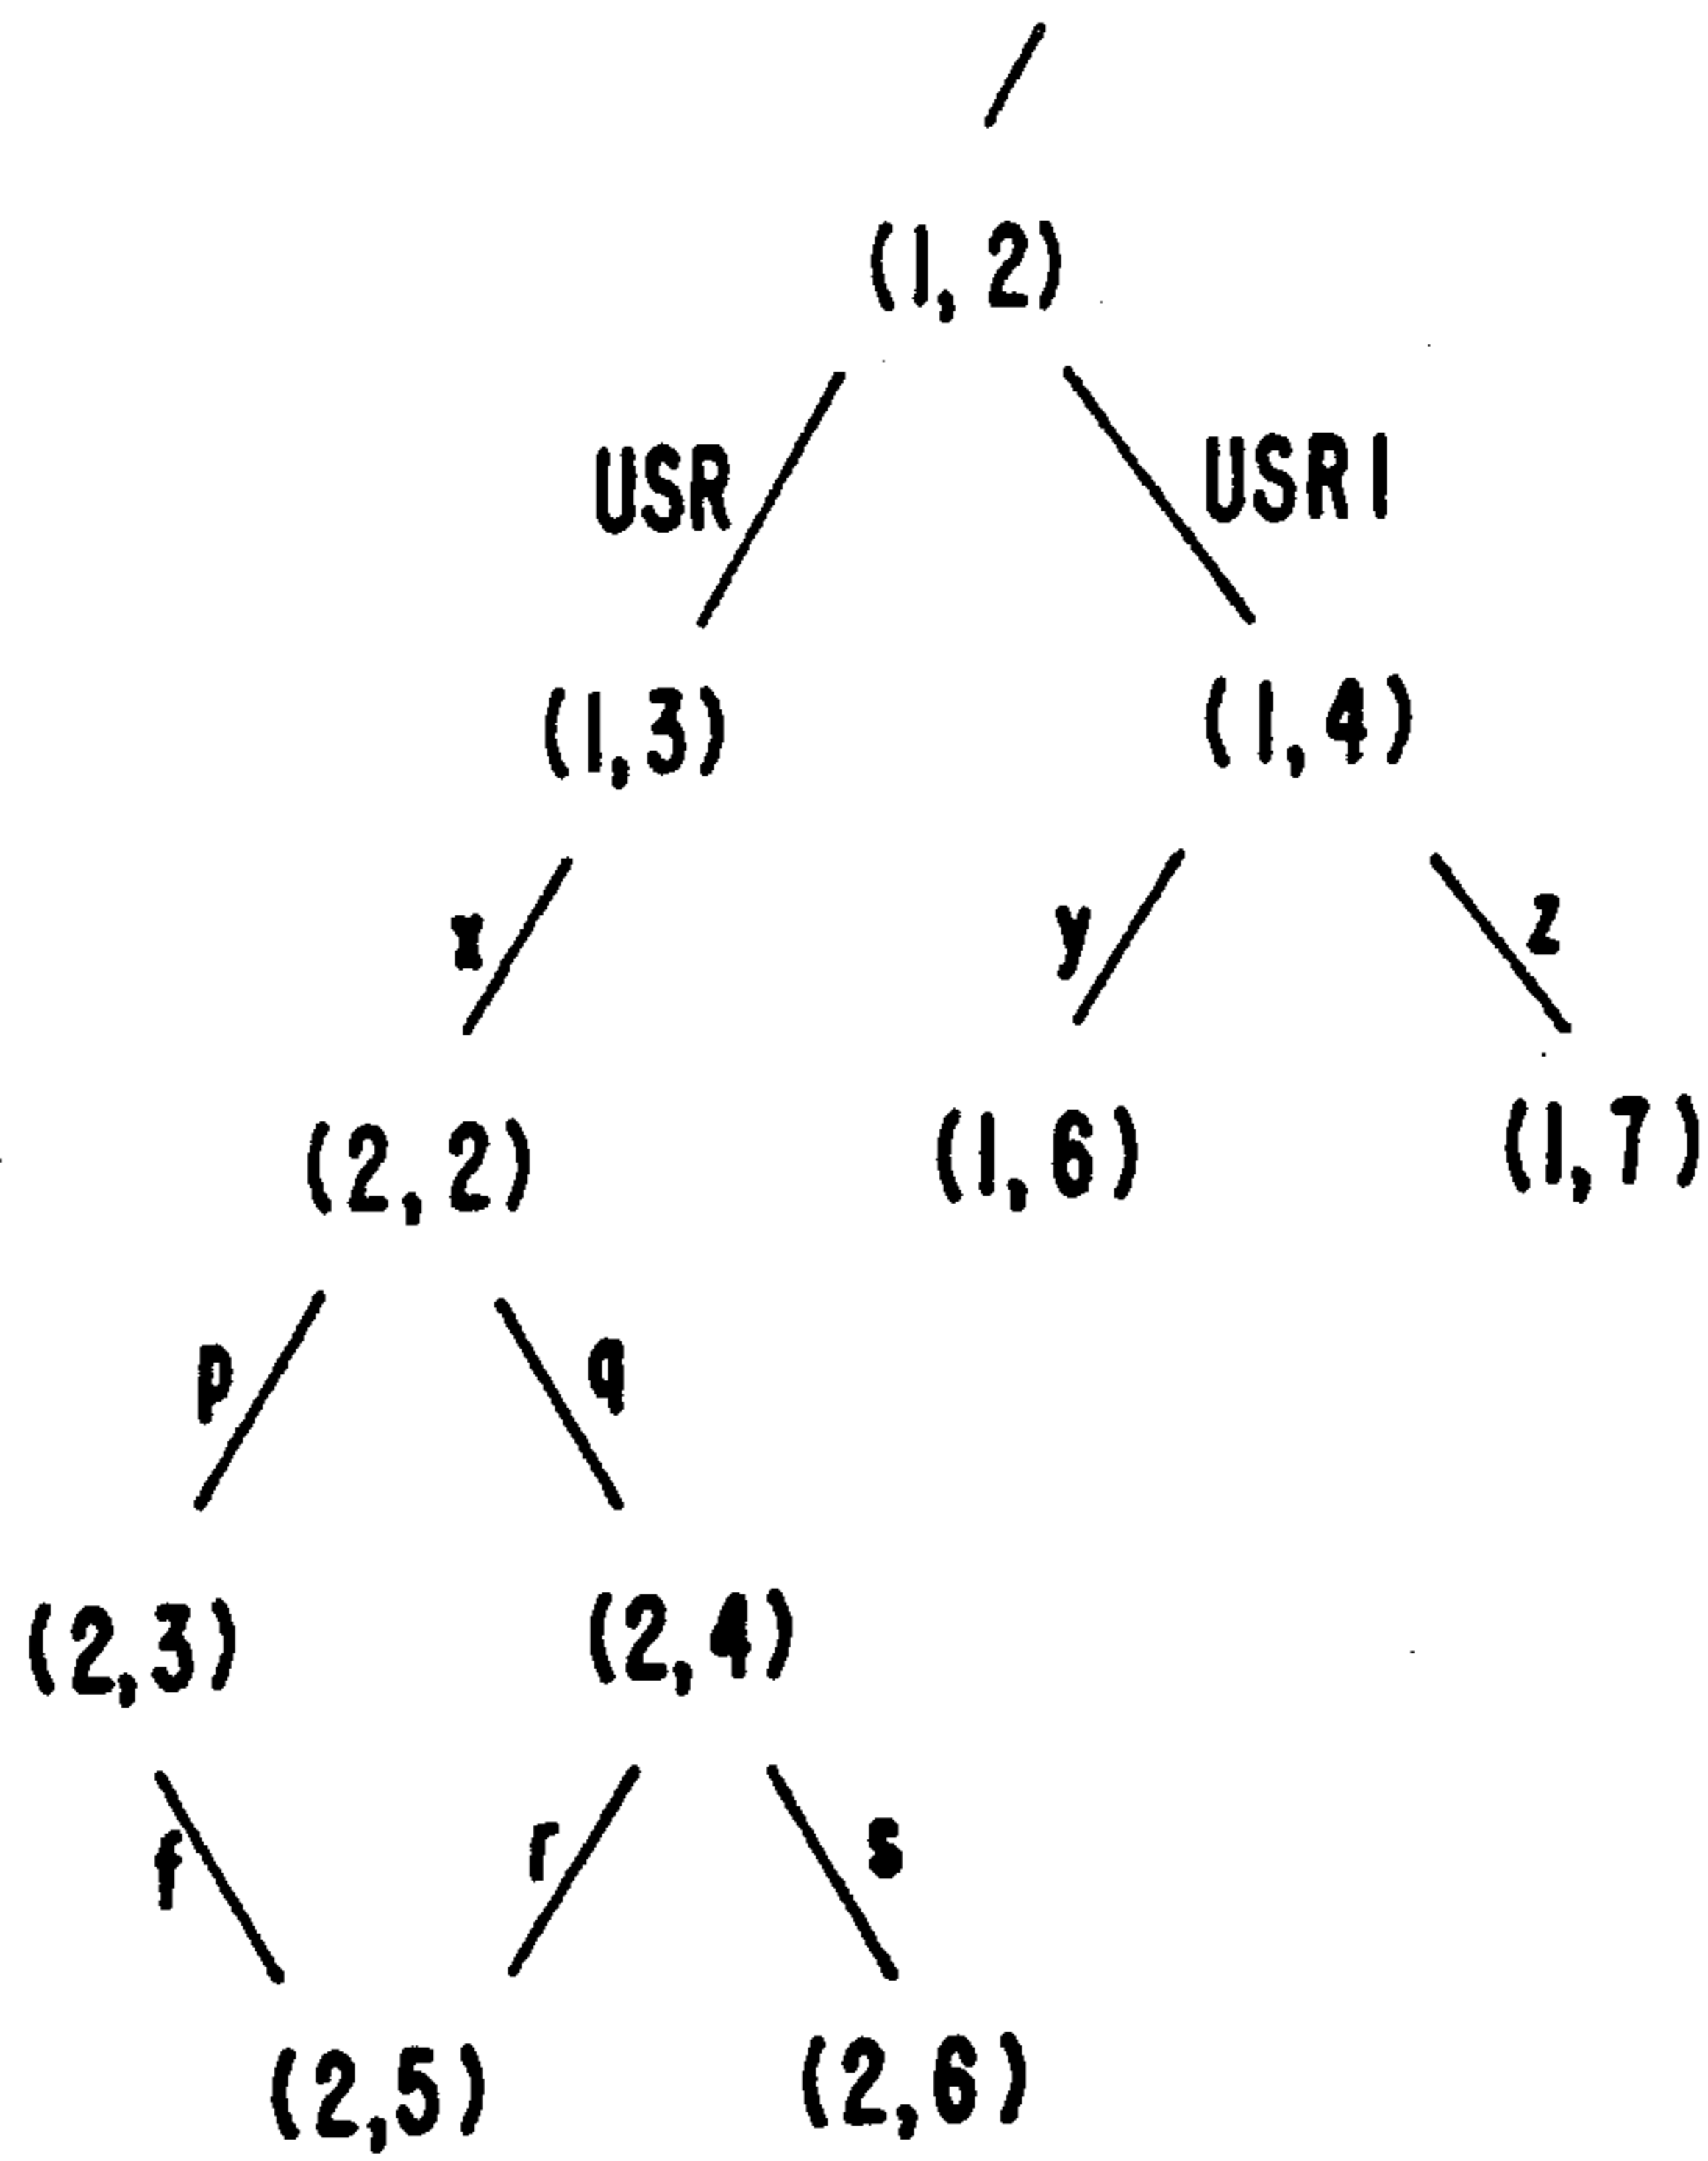 /
(1,2)
USR USR1
(1,3) (1,4)
x y z
(2,2) (1,6) (1,7)
p q
(2,3) (2,4)
f r s
(2,5) (2,6)